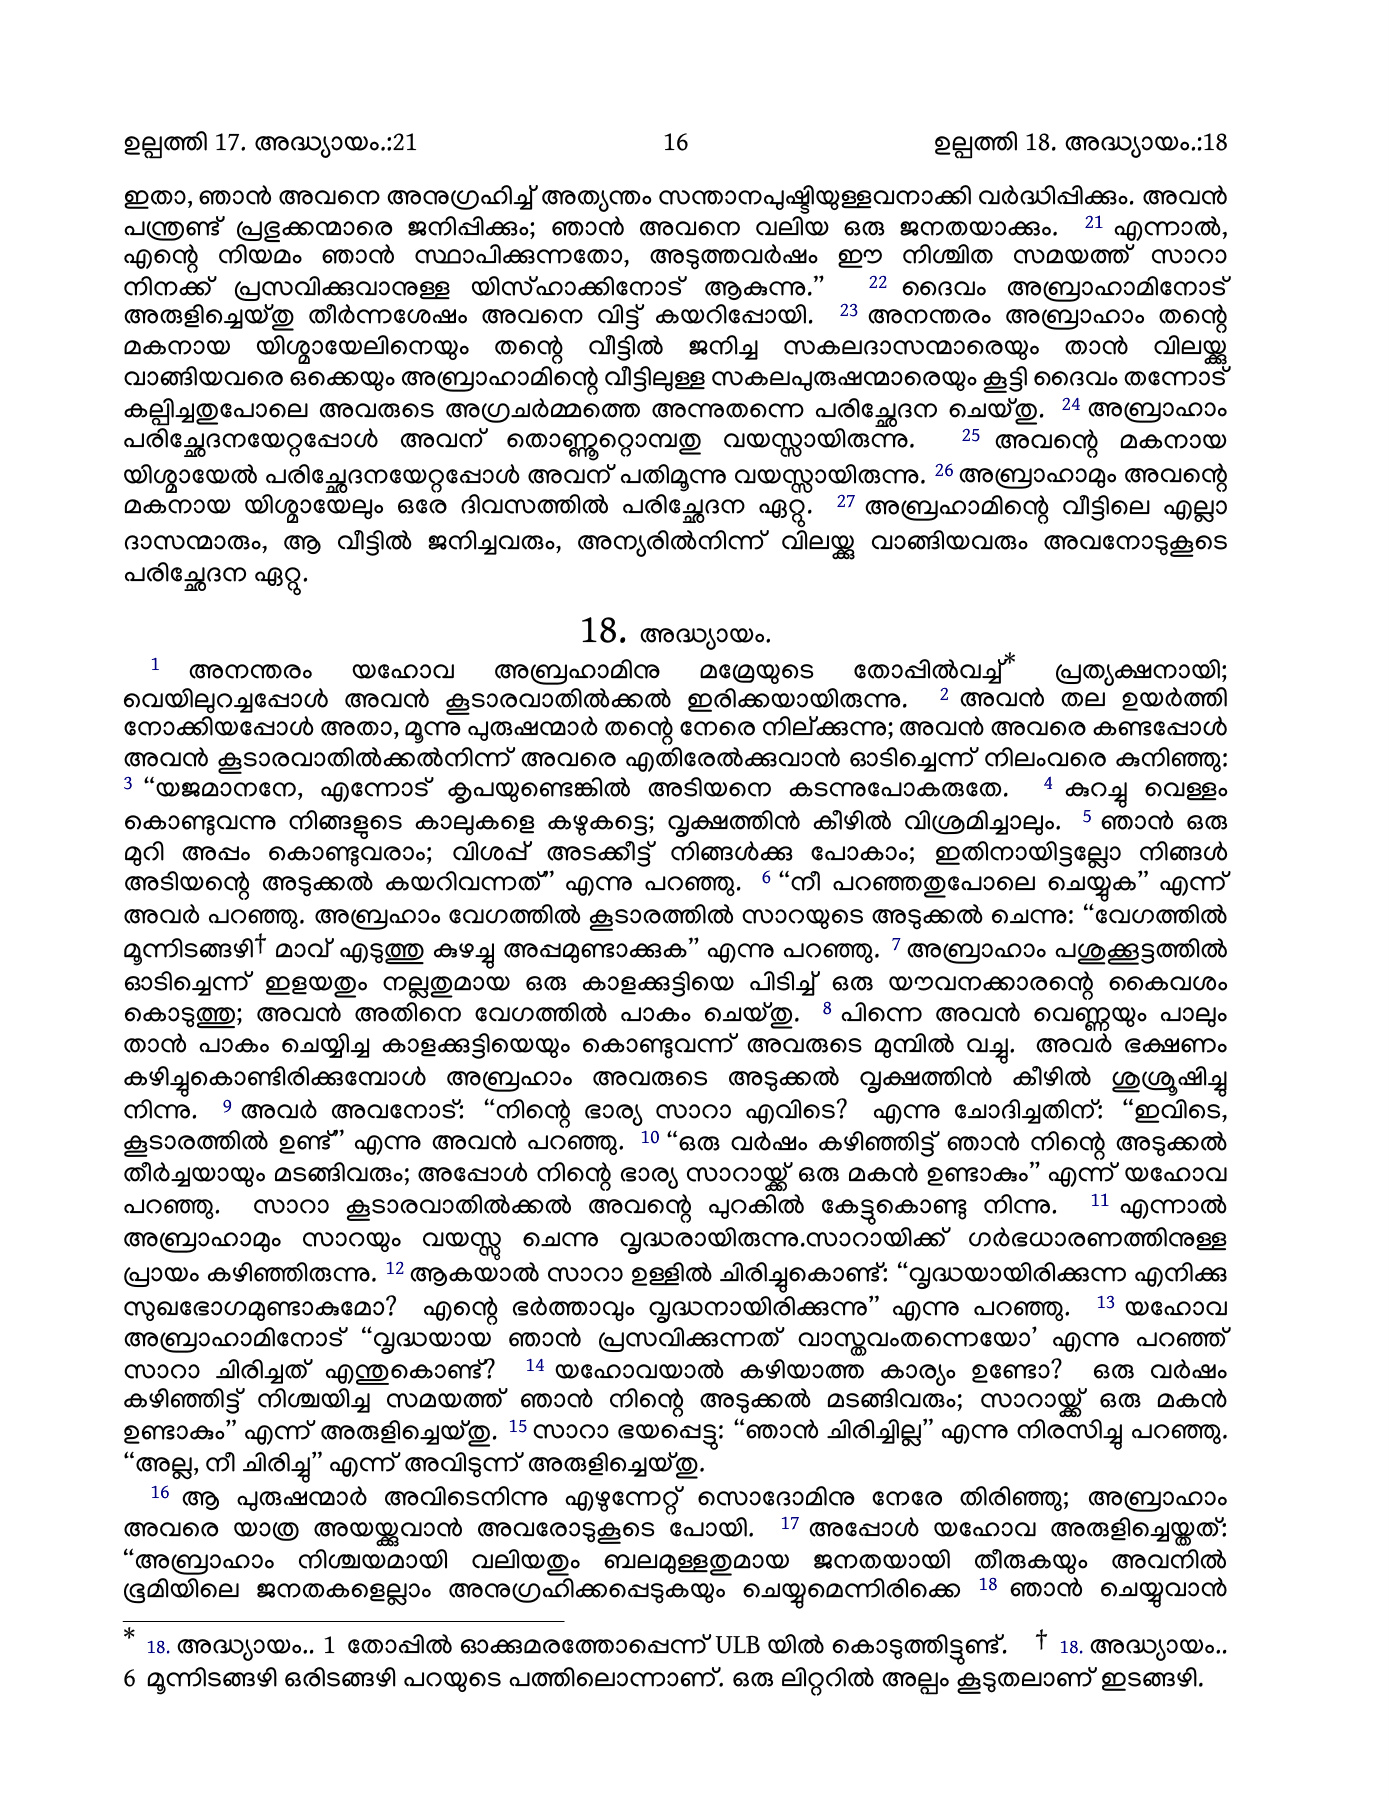 ഉല്പത്തി 17. അദ്ധ്യായം.:21 16 ഉല്പത്തി 18. അദ്ധ്യായം.:18
ഇതാ, ഞാൻ അവനെ അനുഗ്രഹിച്ച് അത്യന്തം സന്താനപുഷ്ടിയുള്ളവനാക്കി വർദ്ധിപ്പിക്കും. അവൻ
പന്ത്രണ്ട് പ്രഭുക്കന്മാരെ ജനിപ്പിക്കും; ഞാൻ അവനെ വലിയ ഒരു ജനതയാക്കും. 21 എന്നാൽ,
എന്റെ നിയമം ഞാൻ സ്ഥാപിക്കുന്നതോ, അടുത്തവർഷം ഈ നിശ്ചിത സമയത്ത് സാറാ
നിനക്ക് പ്രസവിക്കുവാനുള്ള യിസ്ഹാക്കിനോട് ആകുന്നു.” 22 ദൈവം അബ്രാഹാമിനോട്
അരുളിച്ചെയ്തു തീർന്നശേഷം അവനെ വിട്ട് കയറിപ്പോയി. 23 അനന്തരം അബ്രാഹാം തന്റെ
മകനായ യിശ്മായേലിനെയും തന്റെ വീട്ടിൽ ജനിച്ച സകലദാസന്മാരെയും താൻ വിലയ്ക്കു
വാങ്ങിയവരെ ഒക്കെയും അബ്രാഹാമിന്റെ വീട്ടിലുള്ള സകലപുരുഷന്മാരെയും കൂട്ടി ദൈവം തന്നോട്
കല്പിച്ചതുപോലെ അവരുടെ അഗ്രചർമ്മത്തെ അന്നുതന്നെ പരിച്ഛേദന ചെയ്തു. 24 അബ്രാഹാം
പരിച്ഛേദനയേറ്റപ്പോൾ അവന് തൊണ്ണൂറ്റൊമ്പതു വയസ്സായിരുന്നു. 25 അവന്റെ മകനായ
യിശ്മായേൽ പരിച്ഛേദനയേറ്റപ്പോൾ അവന് പതിമൂന്നു വയസ്സായിരുന്നു. 26 അബ്രാഹാമും അവന്റെ
മകനായ യിശ്മായേലും ഒരേ ദിവസത്തിൽ പരിച്ഛേദന ഏറ്റു. 27 അബ്രഹാമിന്റെ വീട്ടിലെ എല്ലാ
ദാസന്മാരും, ആ വീട്ടിൽ ജനിച്ചവരും, അന്യരിൽനിന്ന് വിലയ്ക്കു വാങ്ങിയവരും അവനോടുകൂടെ
പരിച്ഛേദന ഏറ്റു.
18. അദ്ധ്യായം.
1 അനന്തരം യഹോവ അബ്രഹാമിനു മമ്രേയുടെ തോപ്പിൽവച്ച്* പ്രത്യക്ഷനായി;
വെയിലുറച്ചപ്പോൾ അവൻ കൂടാരവാതിൽക്കൽ ഇരിക്കയായിരുന്നു. 2 അവൻ തല ഉയർത്തി
നോക്കിയപ്പോൾ അതാ, മൂന്നു പുരുഷന്മാർ തന്റെ നേരെ നില്ക്കുന്നു; അവൻ അവരെ കണ്ടപ്പോൾ
അവൻ കൂടാരവാതിൽക്കൽനിന്ന് അവരെ എതിരേൽക്കുവാൻ ഓടിച്ചെന്ന് നിലംവരെ കുനിഞ്ഞു:
3 “യജമാനനേ, എന്നോട് കൃപയുണ്ടെങ്കിൽ അടിയനെ കടന്നുപോകരുതേ. 4 കുറച്ചു വെള്ളം
കൊണ്ടുവന്നു നിങ്ങളുടെ കാലുകളെ കഴുകട്ടെ; വൃക്ഷത്തിൻ കീഴിൽ വിശ്രമിച്ചാലും. 5 ഞാൻ ഒരു
മുറി അപ്പം കൊണ്ടുവരാം; വിശപ്പ് അടക്കീട്ട് നിങ്ങൾക്കു പോകാം; ഇതിനായിട്ടല്ലോ നിങ്ങൾ
അടിയന്റെ അടുക്കൽ കയറിവന്നത്” എന്നു പറഞ്ഞു. 6 “നീ പറഞ്ഞതുപോലെ ചെയ്യുക” എന്ന്
അവർ പറഞ്ഞു. അബ്രഹാം വേഗത്തിൽ കൂടാരത്തിൽ സാറയുടെ അടുക്കൽ ചെന്നു: “വേഗത്തിൽ
മൂന്നിടങ്ങഴി† മാവ് എടുത്തു കുഴച്ചു അപ്പമുണ്ടാക്കുക” എന്നു പറഞ്ഞു. 7 അബ്രാഹാം പശുക്കൂട്ടത്തിൽ
ഓടിച്ചെന്ന് ഇളയതും നല്ലതുമായ ഒരു കാളക്കുട്ടിയെ പിടിച്ച് ഒരു യൗവനക്കാരന്റെ കൈവശം
കൊടുത്തു; അവൻ അതിനെ വേഗത്തിൽ പാകം ചെയ്തു. 8 പിന്നെ അവൻ വെണ്ണയും പാലും
താൻ പാകം ചെയ്യിച്ച കാളക്കുട്ടിയെയും കൊണ്ടുവന്ന് അവരുടെ മുമ്പിൽ വച്ചു. അവർ ഭക്ഷണം
കഴിച്ചുകൊണ്ടിരിക്കുമ്പോൾ അബ്രഹാം അവരുടെ അടുക്കൽ വൃക്ഷത്തിൻ കീഴിൽ ശുശ്രൂഷിച്ചു
നിന്നു. 9 അവർ അവനോട്: “നിന്റെ ഭാര്യ സാറാ എവിടെ? എന്നു ചോദിച്ചതിന്: “ഇവിടെ,
കൂടാരത്തിൽ ഉണ്ട്” എന്നു അവൻ പറഞ്ഞു. 10 “ഒരു വർഷം കഴിഞ്ഞിട്ട് ഞാൻ നിന്റെ അടുക്കൽ
തീർച്ചയായും മടങ്ങിവരും; അപ്പോൾ നിന്റെ ഭാര്യ സാറായ്ക്ക് ഒരു മകൻ ഉണ്ടാകും” എന്ന് യഹോവ
പറഞ്ഞു. സാറാ കൂടാരവാതിൽക്കൽ അവന്റെ പുറകിൽ കേട്ടുകൊണ്ടു നിന്നു. 11 എന്നാൽ
അബ്രാഹാമും സാറയും വയസ്സു ചെന്നു വൃദ്ധരായിരുന്നു.സാറായിക്ക് ഗർഭധാരണത്തിനുള്ള
പ്രായം കഴിഞ്ഞിരുന്നു. 12 ആകയാൽ സാറാ ഉള്ളിൽ ചിരിച്ചുകൊണ്ട്: “വൃദ്ധയായിരിക്കുന്ന എനിക്കു
സുഖഭോഗമുണ്ടാകുമോ? എന്റെ ഭർത്താവും വൃദ്ധനായിരിക്കുന്നു” എന്നു പറഞ്ഞു. 13 യഹോവ
അബ്രാഹാമിനോട് “വൃദ്ധയായ ഞാൻ പ്രസവിക്കുന്നത് വാസ്തവംതന്നെയോ’ എന്നു പറഞ്ഞ്
സാറാ ചിരിച്ചത് എന്തുകൊണ്ട്? 14 യഹോവയാൽ കഴിയാത്ത കാര്യം ഉണ്ടോ? ഒരു വർഷം
കഴിഞ്ഞിട്ട് നിശ്ചയിച്ച സമയത്ത് ഞാൻ നിന്റെ അടുക്കൽ മടങ്ങിവരും; സാറായ്ക്ക് ഒരു മകൻ
ഉണ്ടാകും” എന്ന് അരുളിച്ചെയ്തു. 15 സാറാ ഭയപ്പെട്ടു: “ഞാൻ ചിരിച്ചില്ല” എന്നു നിരസിച്ചു പറഞ്ഞു.
“അല്ല, നീ ചിരിച്ചു” എന്ന് അവിടുന്ന് അരുളിച്ചെയ്തു.
16 ആ പുരുഷന്മാർ അവിടെനിന്നു എഴുന്നേറ്റ് സൊദോമിനു നേരേ തിരിഞ്ഞു; അബ്രാഹാം
അവരെ യാത്ര അയയ്ക്കുവാൻ അവരോടുകൂടെ പോയി. 17 അപ്പോൾ യഹോവ അരുളിച്ചെയ്തത്:
“അബ്രാഹാം നിശ്ചയമായി വലിയതും ബലമുള്ളതുമായ ജനതയായി തീരുകയും അവനിൽ
ഭൂമിയിലെ ജനതകളെല്ലാം അനുഗ്രഹിക്കപ്പെടുകയും ചെയ്യുമെന്നിരിക്കെ 18 ഞാൻ ചെയ്യുവാൻ
* 18. അദ്ധ്യായം.. 1 തോപ്പിൽ ഓക്കുമരത്തോപ്പെന്ന് ULB യിൽ കൊടുത്തിട്ടുണ്ട്. † 18. അദ്ധ്യായം..
6 മൂന്നിടങ്ങഴി ഒരിടങ്ങഴി പറയുടെ പത്തിലൊന്നാണ്. ഒരു ലിറ്ററിൽ അല്പം കൂടുതലാണ് ഇടങ്ങഴി.